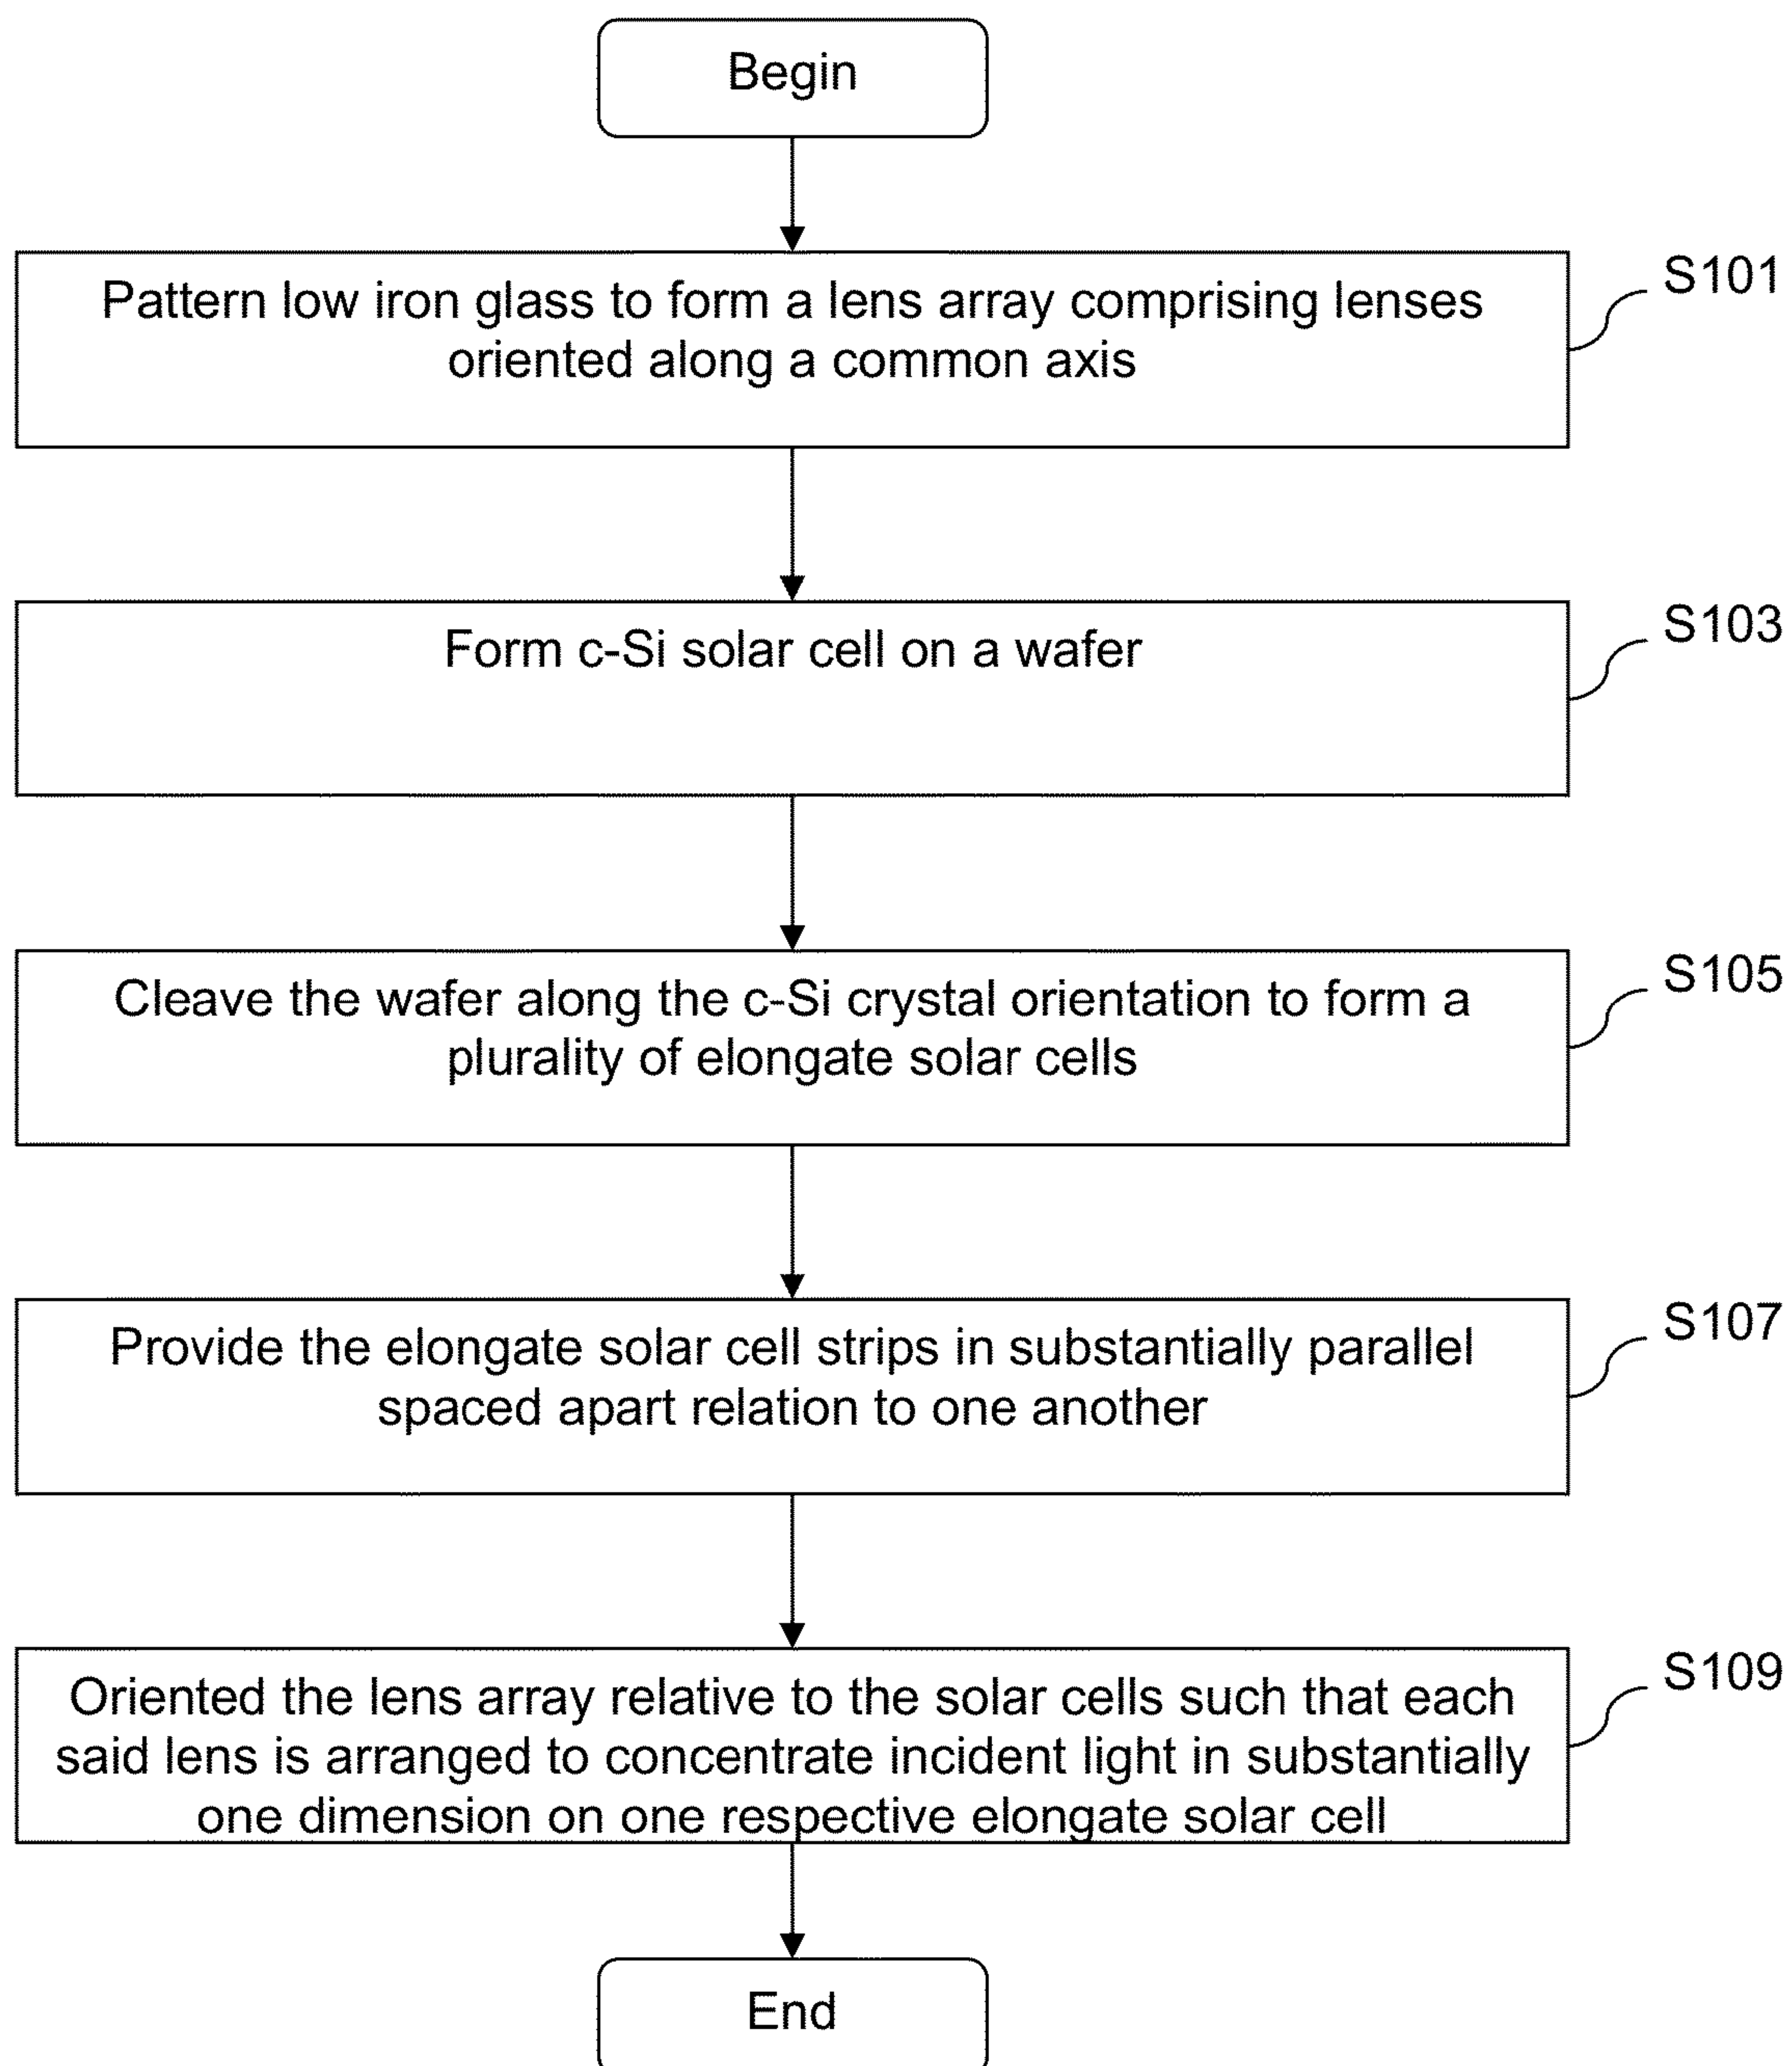 Begin
Pattern low iron glass to form a lens array comprising lenses
oriented along a common axis
S101
Form c-Si solar cell on a wafer
S103
Cleave the wafer along the c-Si crystal orientation to form a
plurality of elongate solar cells
S105
Provide the elongate solar cell strips in substantially parallel
spaced apart relation to one another
S107
Oriented the lens array relative to the solar cells such that each
said lens is arranged to concentrate incident light in substantially
one dimension on one respective elongate solar cell
S109
End